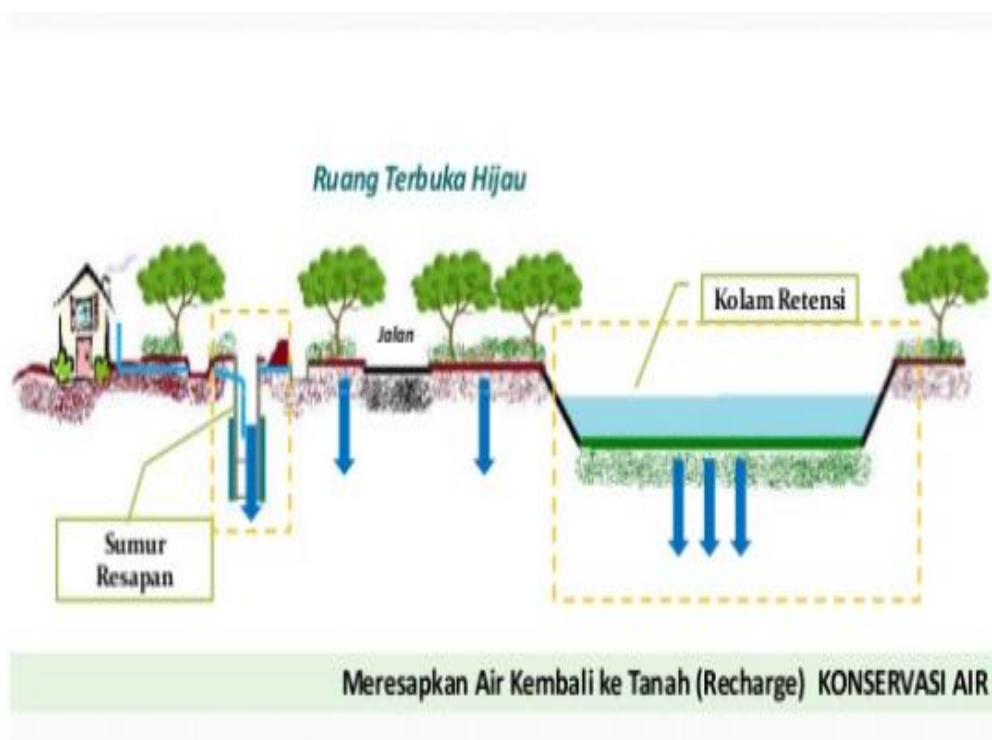 Ruang Terbuka Hijau
Kolam Retensi
Jalan
Sumur
Resapan
Meresapkan Air Kembali ke Tanah (Recharge) KONSERVASI AIR